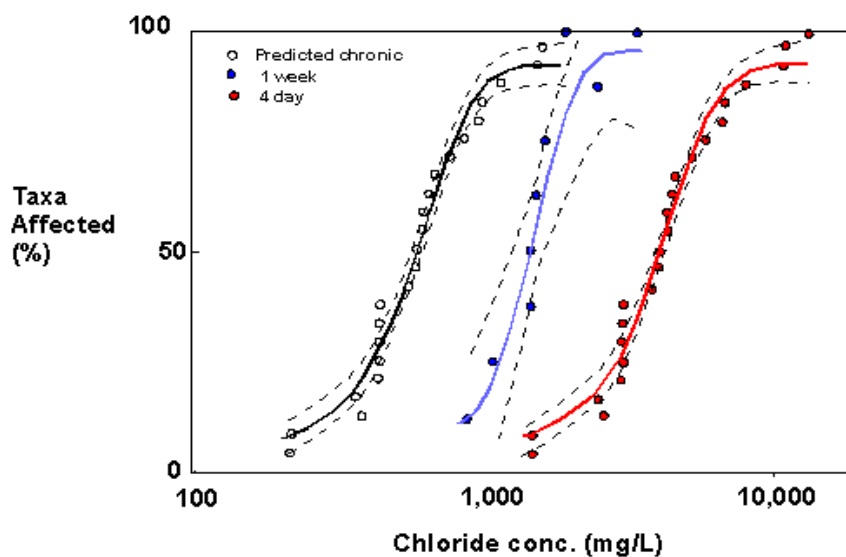 100
Predicted chronic
1 week
4 day
Taxa
Affected
(%)
50
0
100
1,000
10,000
Chloride conc. (mg/L)